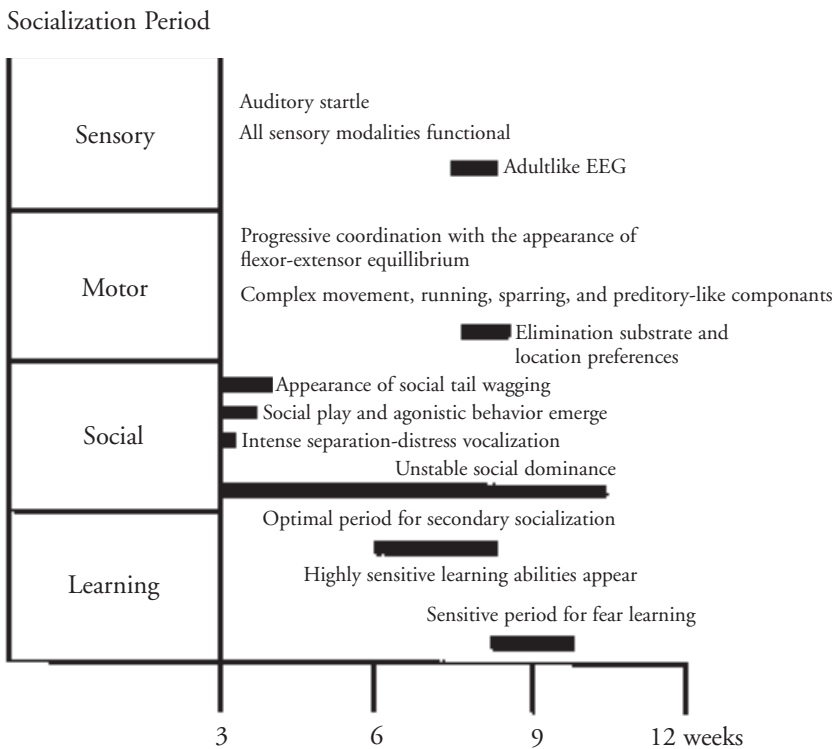 Socialization Period
Sensory
Auditory startle
All sensory modalities functional
Adultlike EEG
Motor
Progressive coordination with the appearance of
flexor-extensor equillibrium
Complex movement, running, sparring, and preditory-like componants
Elimination substrate and
location preferences
Social
Appearance of social tail wagging
Social play and agonistic behavior emerge
Intense separation-distress vocalization
Unstable social dominance
Learning
Optimal period for secondary socialization
Highly sensitive learning abilities appear
Sensitive period for fear learning
3 6 9 12 weeks